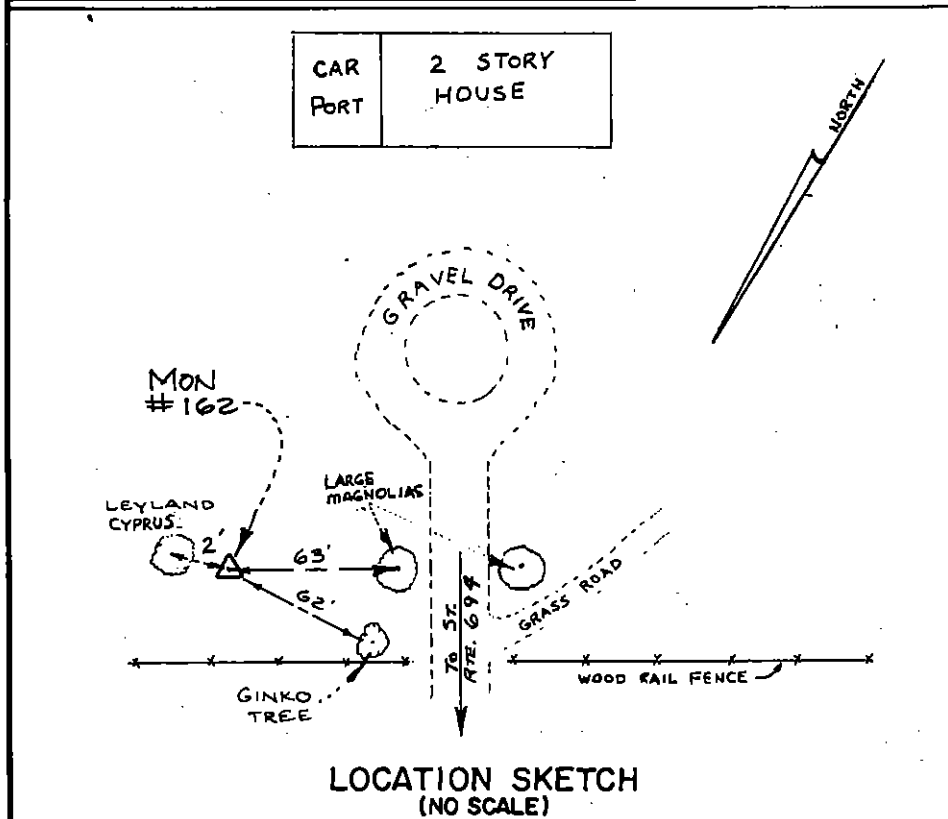 CAR
PORT
2 STORY
HOUSE
NORTH
GRAVEL DRIVE
MON
#162
LARGE
MAGNOLIAS
LEYLAND
CYPRUS
2'
63'
62'
TO ST.
RTE. 694
GRASS ROAD
WOOD RAIL FENCE
GINKO
TREE
LOCATION SKETCH
(NO SCALE)